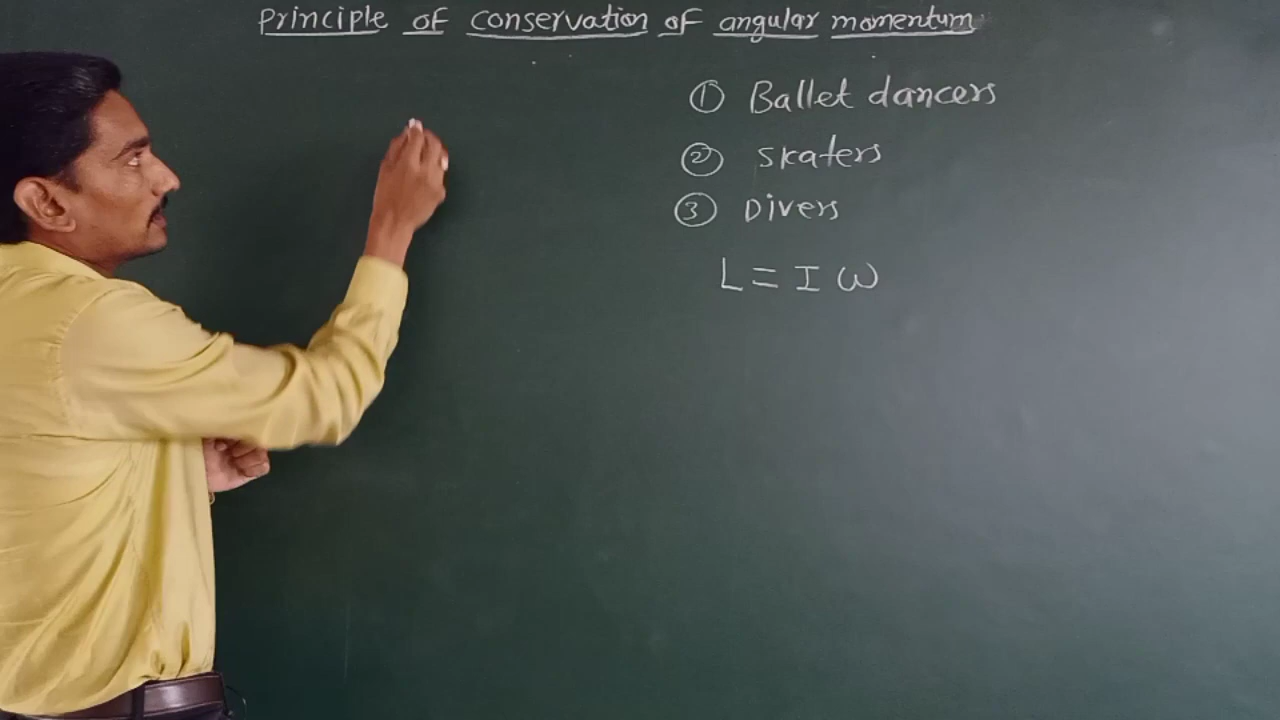 Principle of conservation of angular momentum
① Ballet dancers
② Skaters
③ Divers
L = I ω